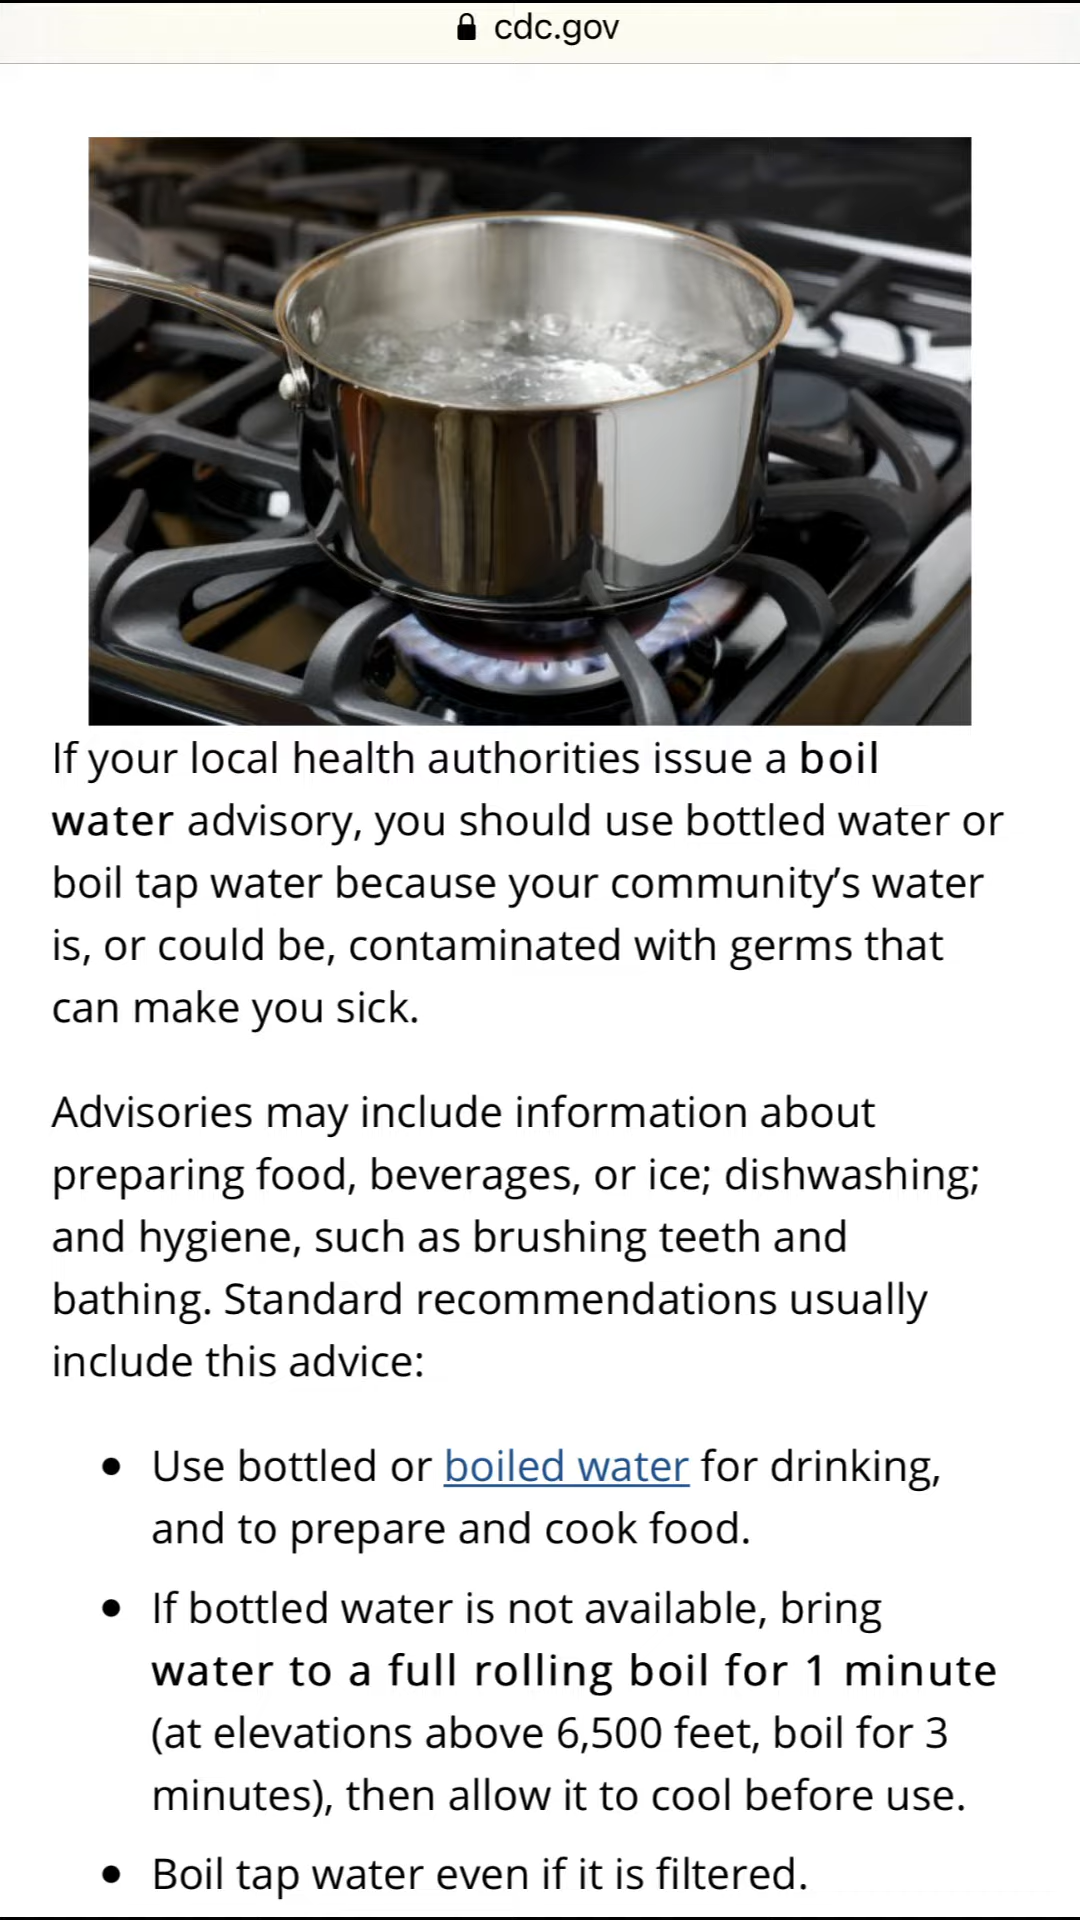 cdc.gov
If your local health authorities issue a boil
water advisory, you should use bottled water or
boil tap water because your community’s water
is, or could be, contaminated with germs that
can make you sick.
Advisories may include information about
preparing food, beverages, or ice; dishwashing;
and hygiene, such as brushing teeth and
bathing. Standard recommendations usually
include this advice:
• Use bottled or boiled water for drinking,
and to prepare and cook food.
• If bottled water is not available, bring
water to a full rolling boil for 1 minute
(at elevations above 6,500 feet, boil for 3
minutes), then allow it to cool before use.
• Boil tap water even if it is filtered.